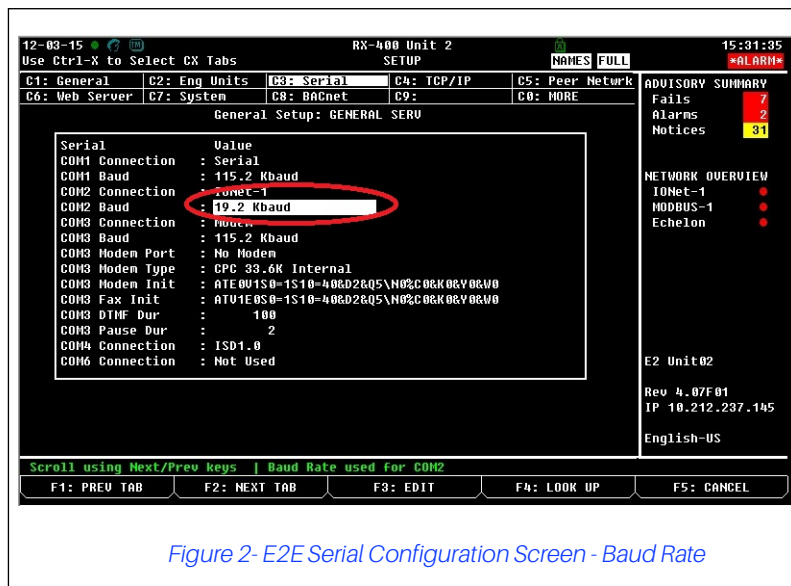 12-03-15 RX-400 Unit 2 15:31:35
Use Ctrl-X to Select CX Tabs SETUP NAMES FULL *ALARM*
C1: General C2: Eng Units C3: Serial C4: TCP/IP C5: Peer Netwrk
C6: Web Server C7: System C8: BACnet C9: C0: MORE
General Setup: GENERAL SERV
Serial Value
COM1 Connection : Serial
COM1 Baud : 115.2 Kbaud
COM2 Connection : IONet-1
COM2 Baud : 19.2 Kbaud
COM3 Connection : Modem
COM3 Baud : 115.2 Kbaud
COM3 Modem Port : No Modem
COM3 Modem Type : CPC 33.6K Internal
COM3 Modem Init : ATE0V1S0=1S10=40&D2&Q5\N0%C0&K0&Y0&W0
COM3 Fax Init : ATV1E0S0=1S10=40&D2&Q5\N0%C0&K0&Y0&W0
COM3 DTMF Dur : 100
COM3 Pause Dur : 2
COM4 Connection : ISD1.0
COM6 Connection : Not Used
ADVISORY SUMMARY
Fails 7
Alarms 2
Notices 31
NETWORK OVERVIEW
IONet-1
MODBUS-1
Echelon
E2 Unit02
Rev 4.07F01
IP 10.212.237.145
English-US
Scroll using Next/Prev keys | Baud Rate used for COM2
F1: PREV TAB F2: NEXT TAB F3: EDIT F4: LOOK UP F5: CANCEL
Figure 2- E2E Serial Configuration Screen - Baud Rate